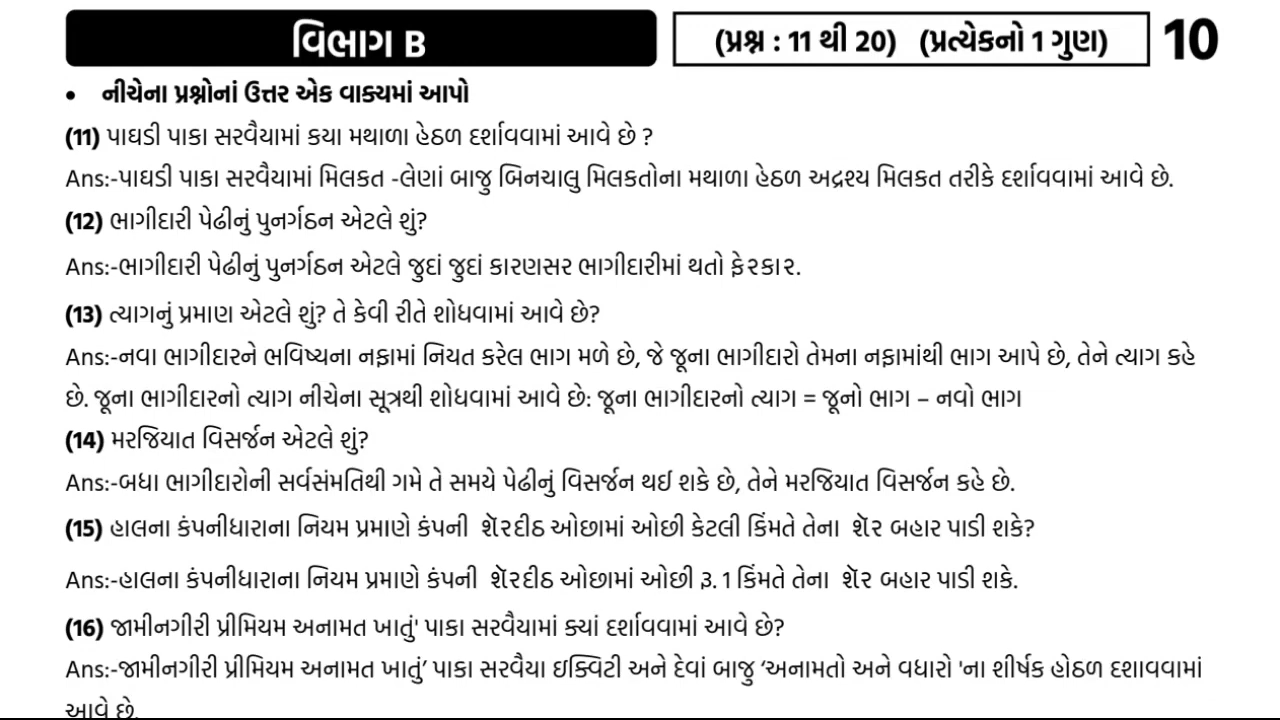 વિભાગ B (પ્રશ્ન : 11 થી 20) (પ્રત્યેકનો 1 ગુણ) 10
• નીચેના પ્રશ્નોનાં ઉત્તર એક વાક્યમાં આપો
(11) પાઘડી પાકા સરવૈયામાં કયા મથાળા હેઠળ દર્શાવવામાં આવે છે ?
Ans:-પાઘડી પાકા સરવૈયામાં મિલકત -લેણાં બાજુ બિનચાલુ મિલકતોના મથાળા હેઠળ અદ્રશ્ય મિલકત તરીકે દર્શાવવામાં આવે છે.
(12) ભાગીદારી પેઢીનું પુનર્ગઠન એટલે શું?
Ans:-ભાગીદારી પેઢીનું પુનર્ગઠન એટલે જુદાં જુદાં કારણસર ભાગીદારીમાં થતો ફેરકાર.
(13) ત્યાગનું પ્રમાણ એટલે શું? તે કેવી રીતે શોધવામાં આવે છે?
Ans:-નવા ભાગીદારને ભવિષ્યના નફામાં નિયત કરેલ ભાગ મળે છે, જે જૂના ભાગીદારો તેમના નફામાંથી ભાગ આપે છે, તેને ત્યાગ કહે
છે. જૂના ભાગીદારનો ત્યાગ નીચેના સૂત્રથી શોધવામાં આવે છે: જૂના ભાગીદારનો ત્યાગ = જૂનો ભાગ – નવો ભાગ
(14) મરજિયાત વિસર્જન એટલે શું?
Ans:-બધા ભાગીદારોની સર્વસંમતિથી ગમે તે સમયે પેઢીનું વિસર્જન થઈ શકે છે, તેને મરજિયાત વિસર્જન કહે છે.
(15) હાલના કંપનીધારાના નિયમ પ્રમાણે કંપની શૅરદીઠ ઓછામાં ઓછી કેટલી કિંમતે તેના શૅર બહાર પાડી શકે?
Ans:-હાલના કંપનીધારાના નિયમ પ્રમાણે કંપની શૅરદીઠ ઓછામાં ઓછી રૂ. 1 કિંમતે તેના શૅર બહાર પાડી શકે.
(16) જામીનગીરી પ્રીમિયમ અનામત ખાતું' પાકા સરવૈયામાં ક્યાં દર્શાવવામાં આવે છે?
Ans:-જામીનગીરી પ્રીમિયમ અનામત ખાતું’ પાકા સરવૈયા ઇક્વિટી અને દેવાં બાજુ ‘અનામતો અને વધારો 'ના શીર્ષક હોઠળ દશાવવામાં
આવે છે.